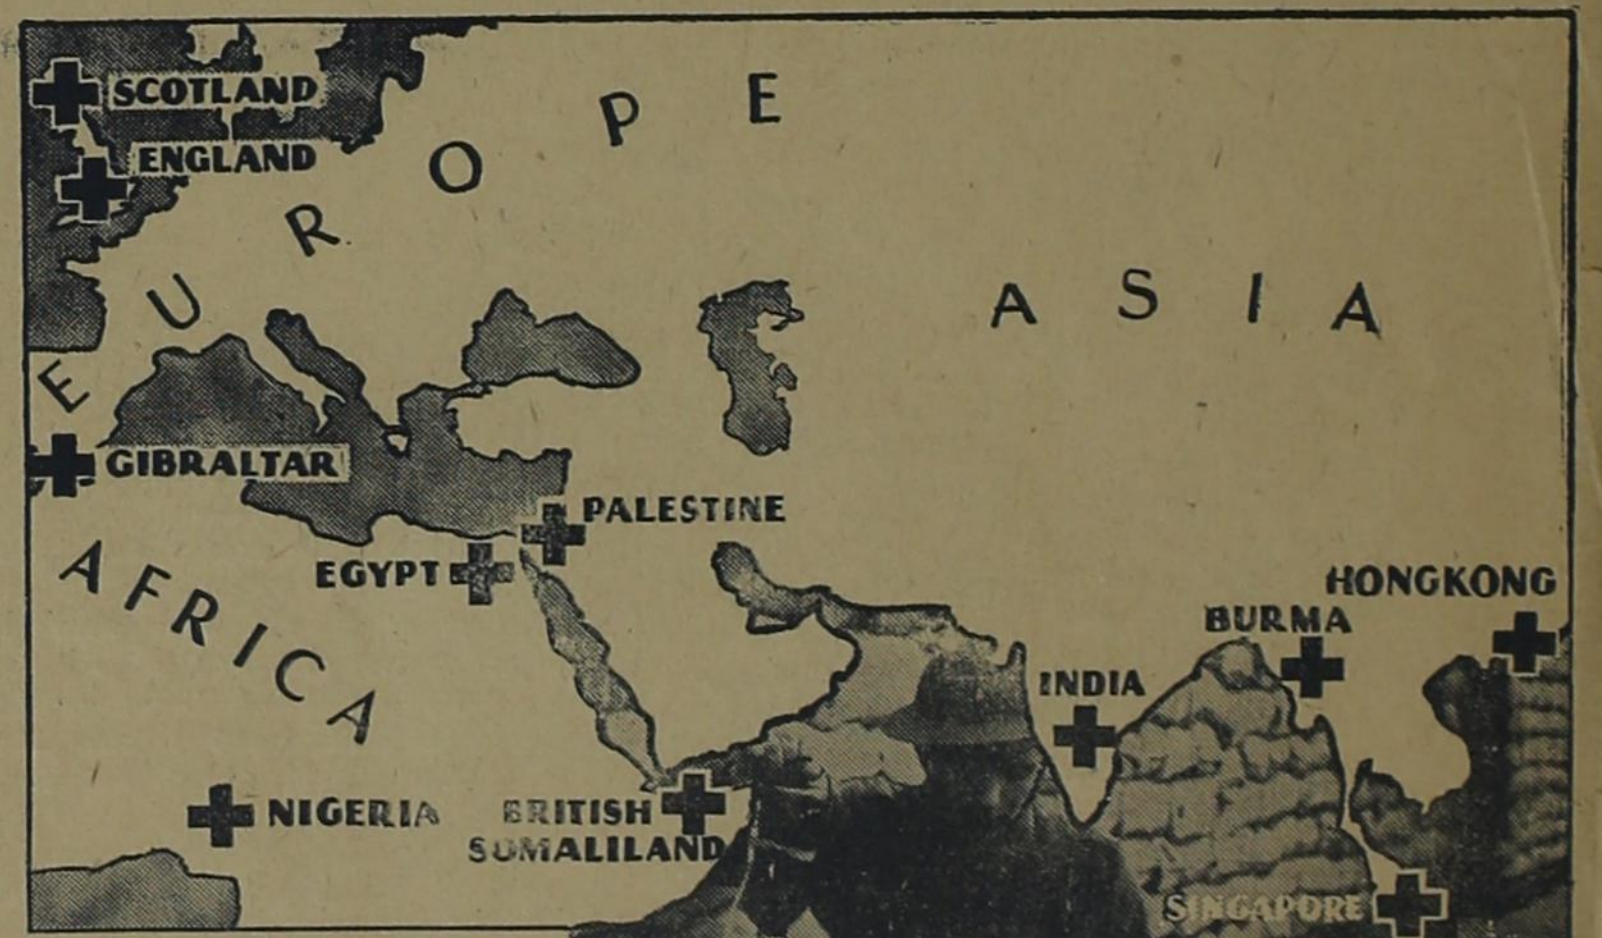 SCOTLAND
ENGLAND
EUROPE
ASIA
GIBRALTAR
PALESTINE
EGYPT
AFRICA
HONGKONG
BURMA
INDIA
NIGERIA
BRITISH
SOMALILAND
SINGAPORE